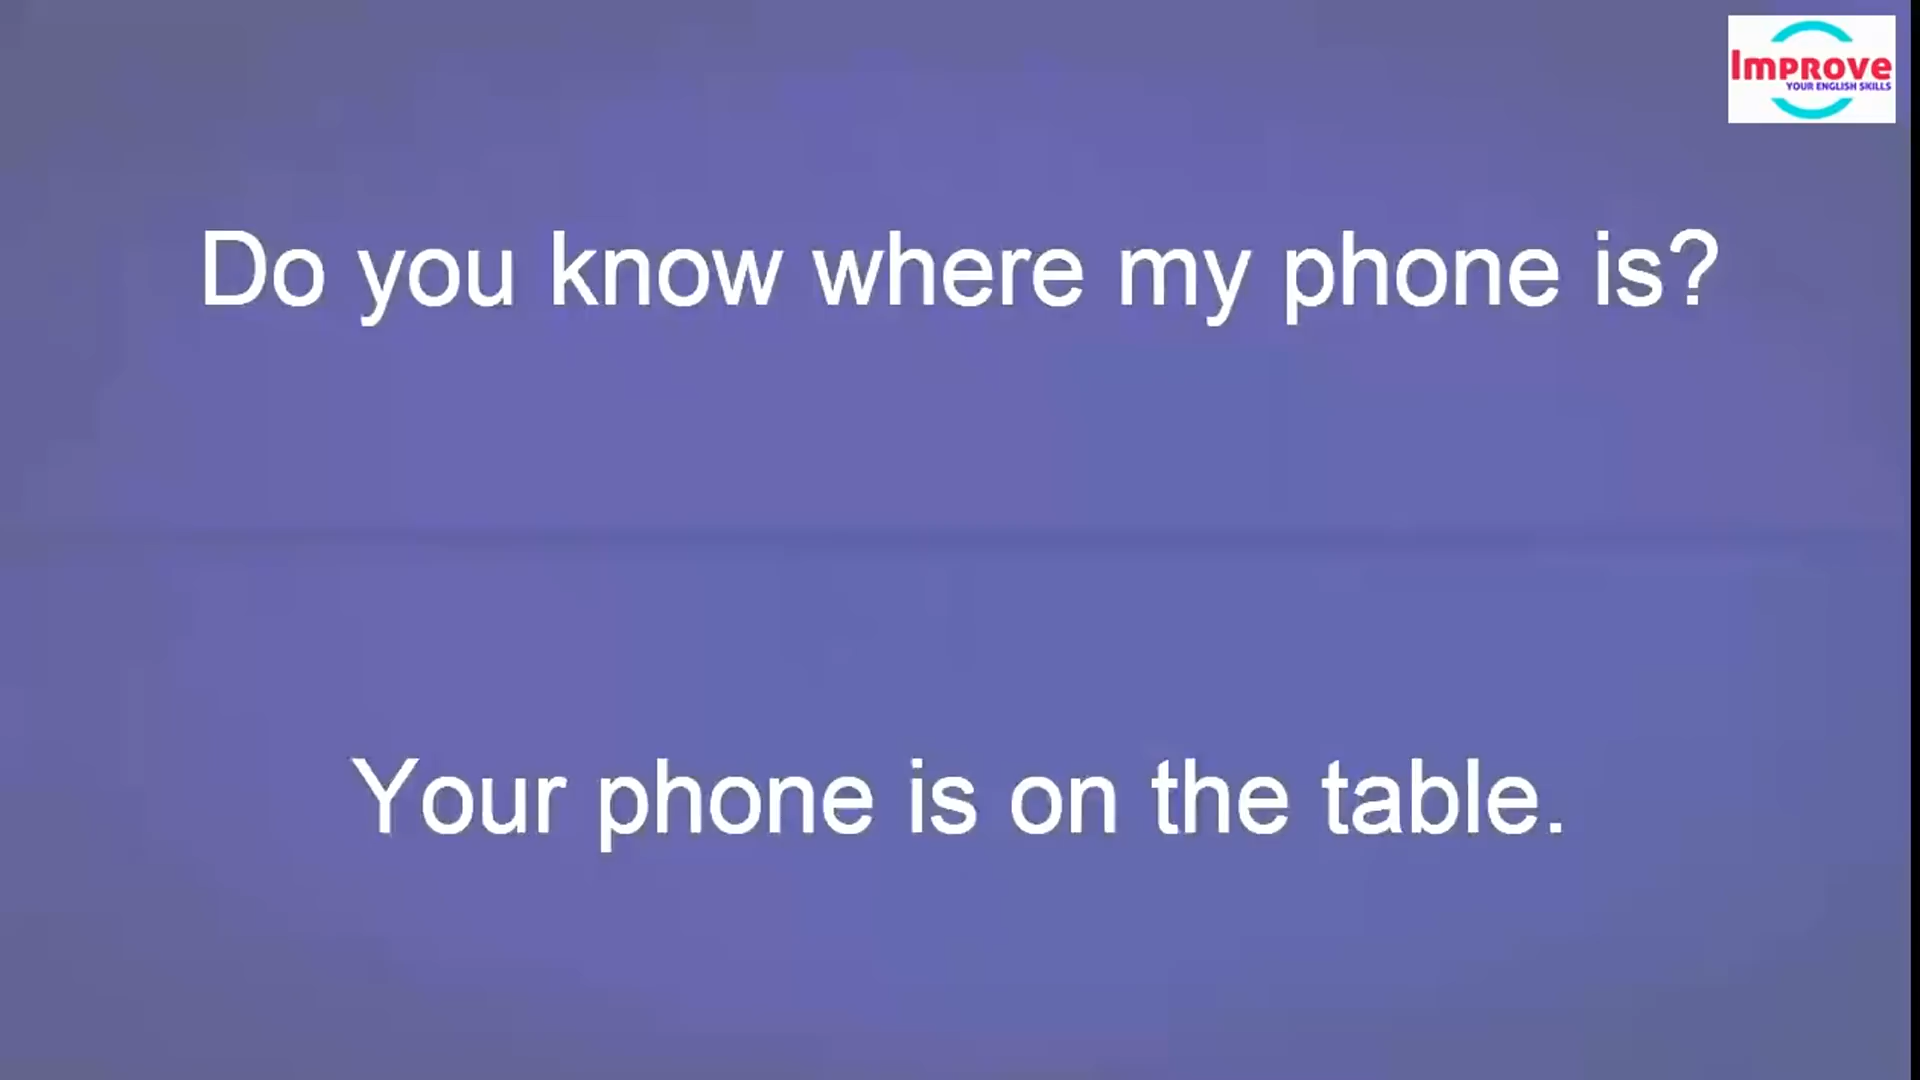 Improve
YOUR ENGLISH SKILLS
Do you know where my phone is?
Your phone is on the table.